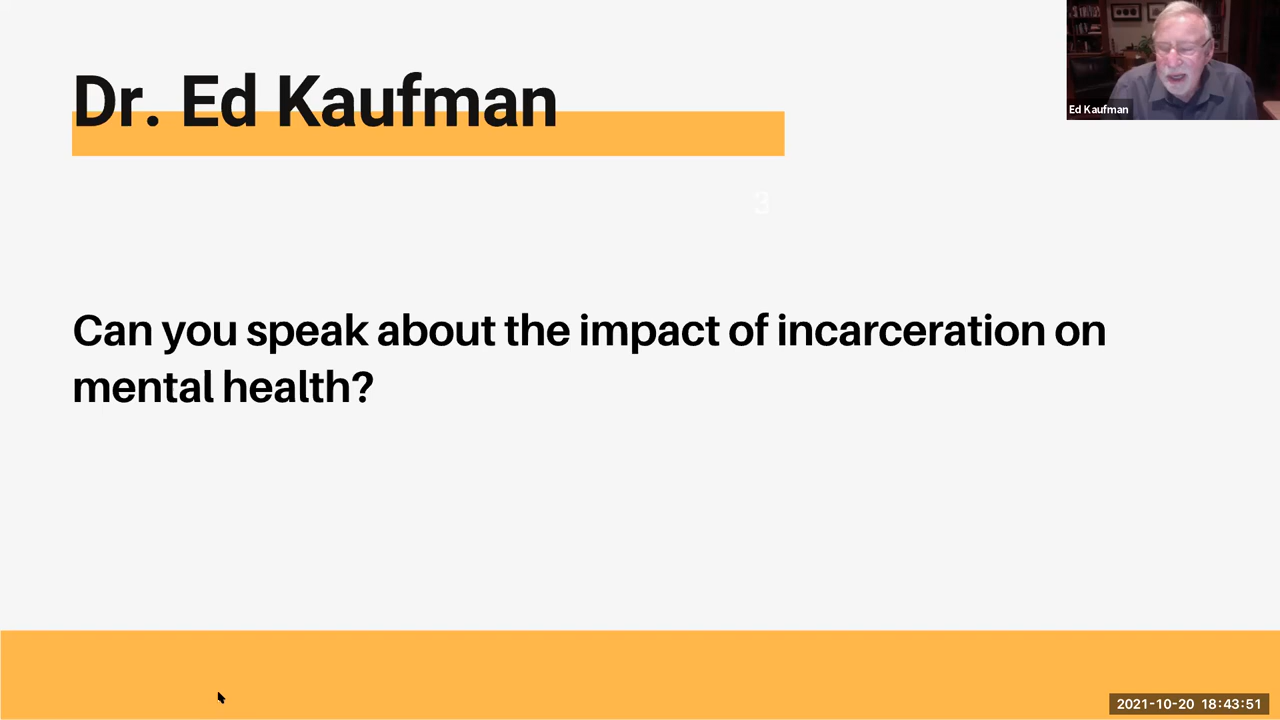 Dr. Ed Kaufman
Ed Kaufman
3
Can you speak about the impact of incarceration on
mental health?
2021-10-20 18:43:51